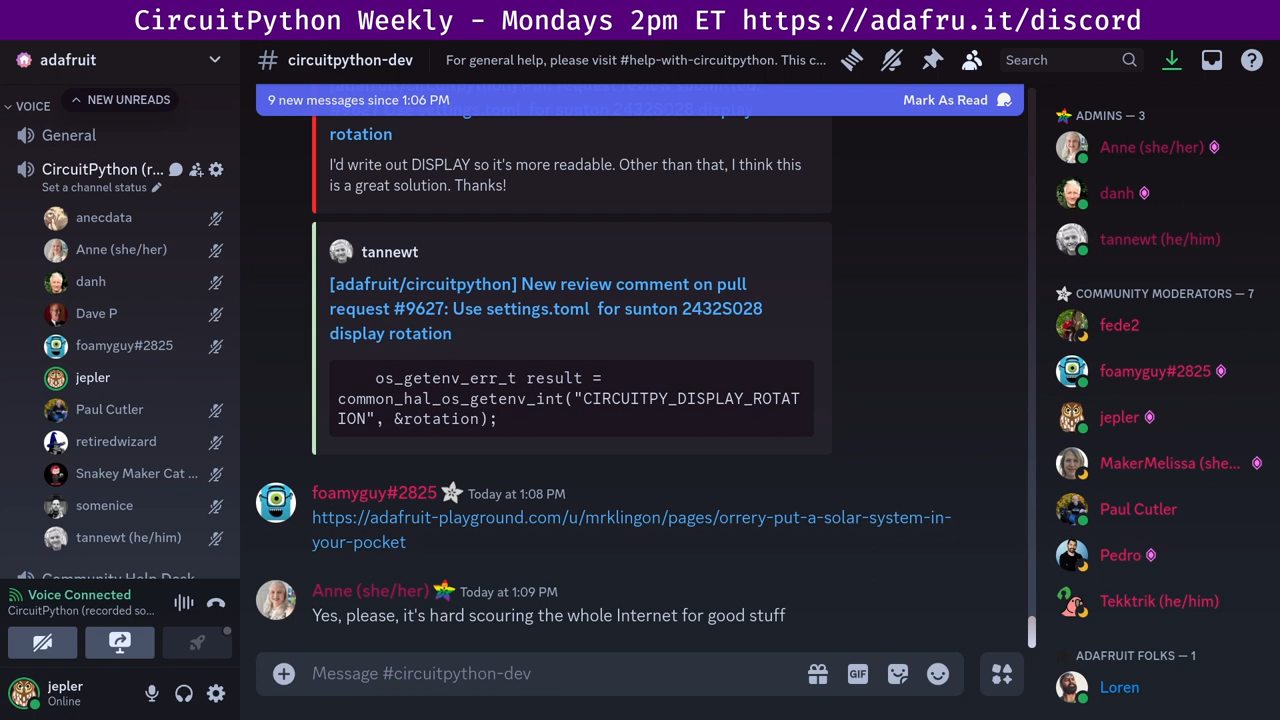 CircuitPython Weekly - Mondays 2pm ET https://adafru.it/discord
adafruit
VOICE
NEW UNREADS
General
CircuitPython (r...
Set a channel status
anecdata
Anne (she/her)
danh
Dave P
foamyguy#2825
jepler
Paul Cutler
retiredwizard
Snakey Maker Cat ...
somenice
tannewt (he/him)
Community Help Desk
Voice Connected
CircuitPython (recorded so...
jepler
Online
circuitpython-dev
For general help, please visit #help-with-circuitpython. This c...
Search
9 new messages since 1:06 PM
Mark As Read
rotation
I'd write out DISPLAY so it's more readable. Other than that, I think this
is a great solution. Thanks!
tannewt
[adafruit/circuitpython] New review comment on pull
request #9627: Use settings.toml for sunton 2432S028
display rotation
os_getenv_err_t result =
common_hal_os_getenv_int("CIRCUITPY_DISPLAY_ROTAT
ION", &rotation);
foamyguy#2825 Today at 1:08 PM
https://adafruit-playground.com/u/mrklingon/pages/orrery-put-a-solar-system-in-
your-pocket
Anne (she/her) Today at 1:09 PM
Yes, please, it's hard scouring the whole Internet for good stuff
Message #circuitpython-dev
GIF
ADMINS — 3
Anne (she/her)
danh
tannewt (he/him)
COMMUNITY MODERATORS — 7
fede2
foamyguy#2825
jepler
MakerMelissa (she...
Paul Cutler
Pedro
Tekktrik (he/him)
ADAFRUIT FOLKS — 1
Loren